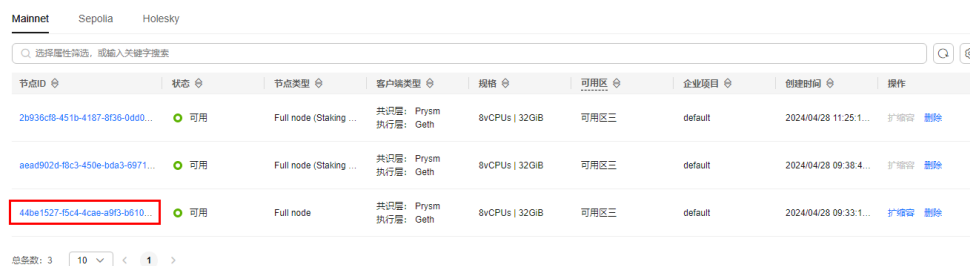 Mainnet Sepolia Holesky
选择属性筛选，或输入关键字搜索
节点ID 状态 节点类型 客户端类型 规格 可用区 企业项目 创建时间 操作
2b936cf8-451b-4187-8f36-0dd0... 可用 Full node (Staking ... 共识层： Prysm 8vCPUs | 32GiB 可用区三 default 2024/04/28 11:25:1... 扩缩容 删除
执行层： Geth
aead902d-f8c3-450e-bda3-6971... 可用 Full node (Staking ... 共识层： Prysm 8vCPUs | 32GiB 可用区三 default 2024/04/28 09:38:4... 扩缩容 删除
执行层： Geth
44be1527-f5c4-4cae-a9f3-b610... 可用 Full node 共识层： Prysm 8vCPUs | 32GiB 可用区三 default 2024/04/28 09:33:1... 扩缩容 删除
执行层： Geth
总条数：3 10 < 1 >